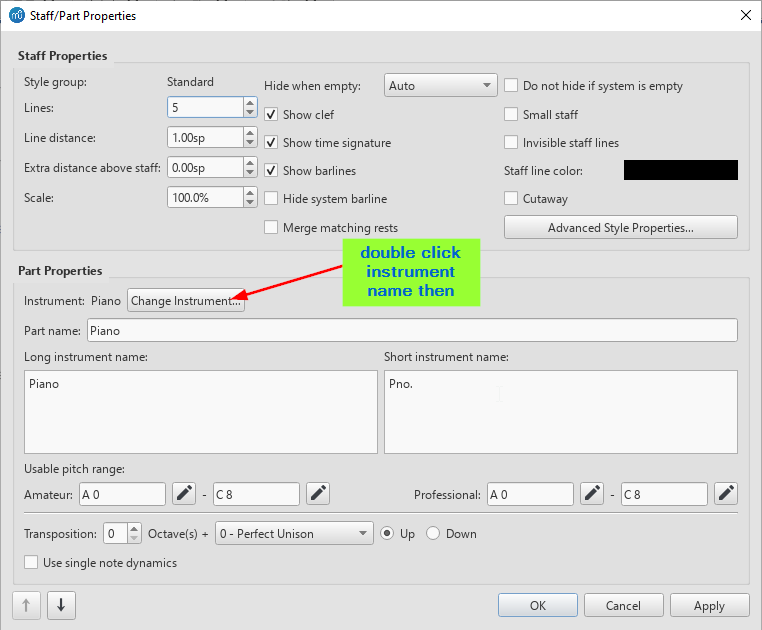 Staff/Part Properties
Staff Properties
Style group: Standard
Hide when empty: Auto
Do not hide if system is empty
Lines: 5
Show clef
Small staff
Line distance: 1.00sp
Show time signature
Invisible staff lines
Extra distance above staff: 0.00sp
Show barlines
Staff line color:
Scale: 100.0%
Hide system barline
Cutaway
Merge matching rests
Advanced Style Properties...
double click
instrument
name then
Part Properties
Instrument: Piano Change Instrument...
Part name: Piano
Long instrument name:
Short instrument name:
Piano
Pno.
Usable pitch range:
Amateur: A 0 - C 8
Professional: A 0 - C 8
Transposition: 0 Octave(s) + 0 - Perfect Unison Up Down
Use single note dynamics
OK Cancel Apply